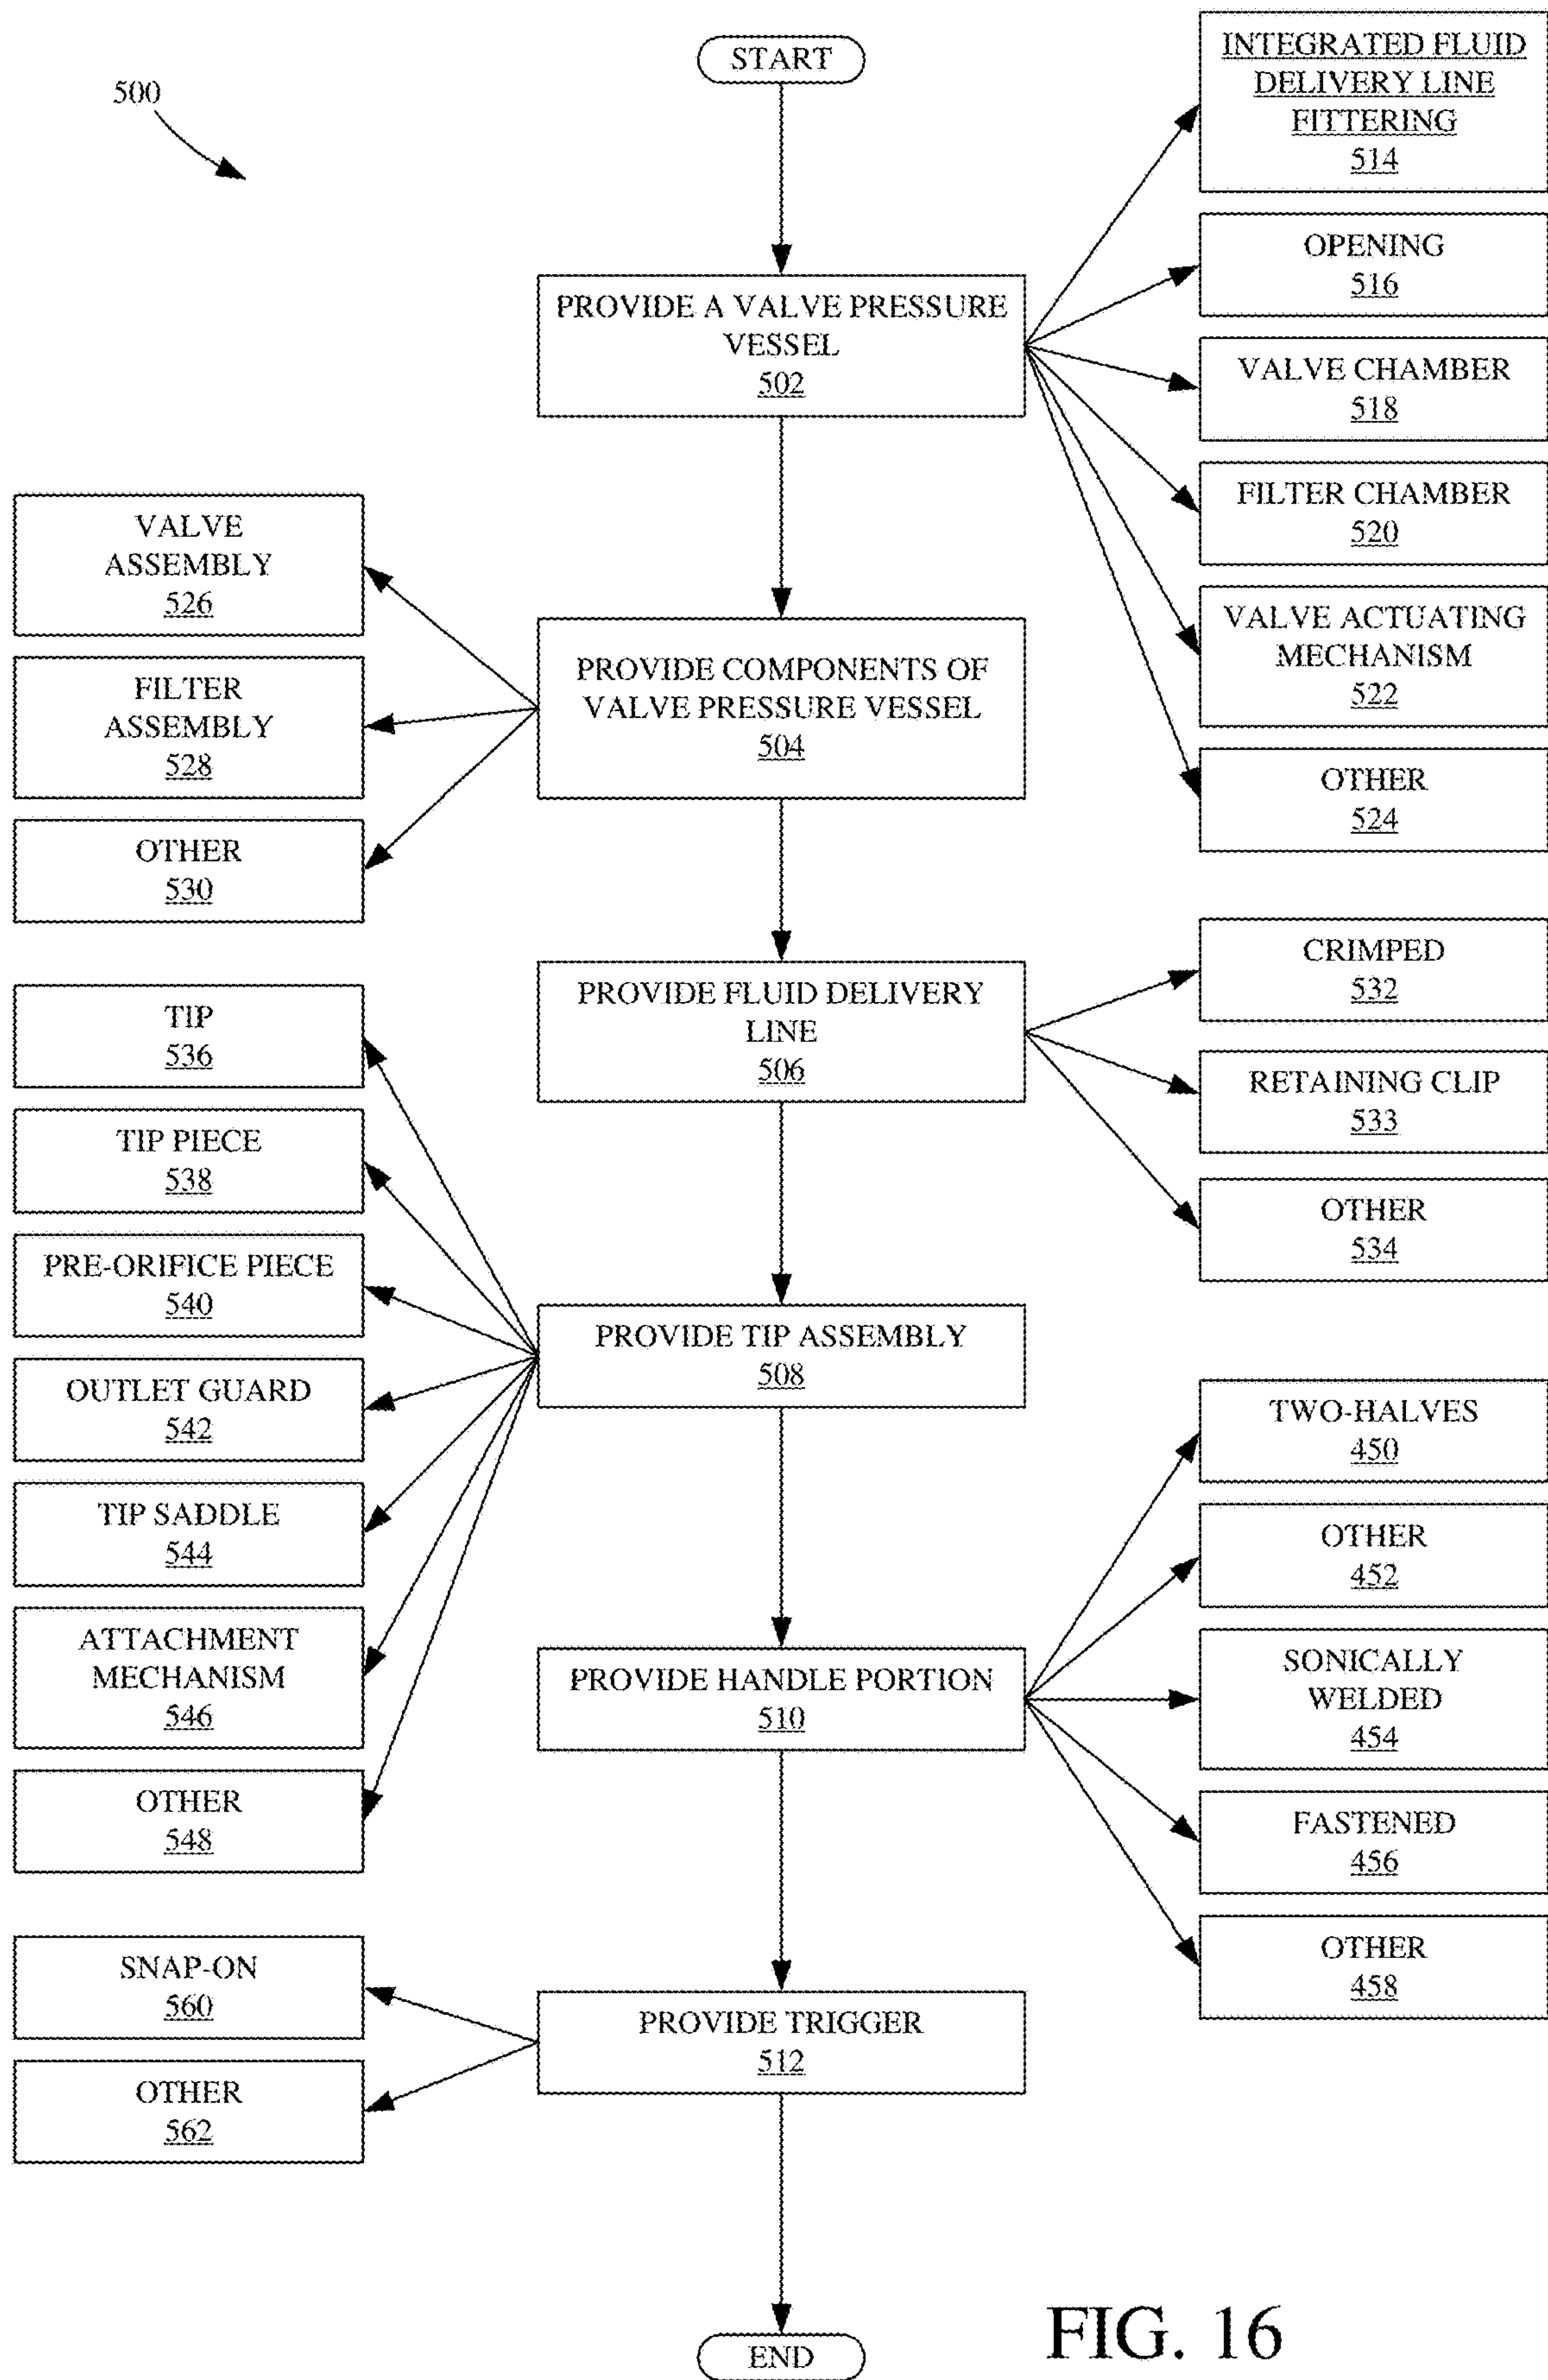 START
500
INTEGRATED FLUID
DELIVERY LINE
FITTERING
514
OPENING
516
PROVIDE A VALVE PRESSURE
VESSEL
502
VALVE CHAMBER
518
FILTER CHAMBER
520
VALVE ACTUATING
MECHANISM
522
OTHER
524
VALVE
ASSEMBLY
526
FILTER
ASSEMBLY
528
OTHER
530
PROVIDE COMPONENTS OF
VALVE PRESSURE VESSEL
504
PROVIDE FLUID DELIVERY
LINE
506
CRIMPED
532
RETAINING CLIP
533
OTHER
534
TIP
536
TIP PIECE
538
PRE-ORIFICE PIECE
540
OUTLET GUARD
542
TIP SADDLE
544
ATTACHMENT
MECHANISM
546
OTHER
548
PROVIDE TIP ASSEMBLY
508
PROVIDE HANDLE PORTION
510
TWO-HALVES
450
OTHER
452
SONICALLY
WELDED
454
FASTENED
456
OTHER
458
SNAP-ON
560
OTHER
562
PROVIDE TRIGGER
512
END
FIG. 16